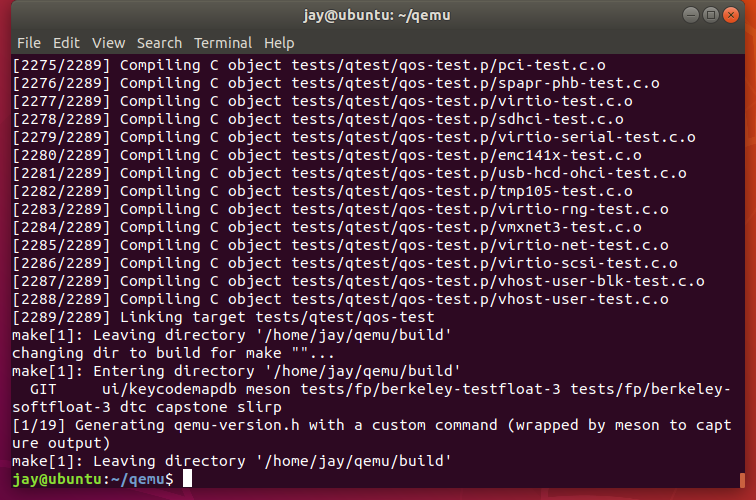 jay@ubuntu: ~/qemu
File Edit View Search Terminal Help
[2275/2289] Compiling C object tests/qtest/qos-test.p/pci-test.c.o
[2276/2289] Compiling C object tests/qtest/qos-test.p/spapr-phb-test.c.o
[2277/2289] Compiling C object tests/qtest/qos-test.p/virtio-test.c.o
[2278/2289] Compiling C object tests/qtest/qos-test.p/sdhci-test.c.o
[2279/2289] Compiling C object tests/qtest/qos-test.p/virtio-serial-test.c.o
[2280/2289] Compiling C object tests/qtest/qos-test.p/emc141x-test.c.o
[2281/2289] Compiling C object tests/qtest/qos-test.p/usb-hcd-ohci-test.c.o
[2282/2289] Compiling C object tests/qtest/qos-test.p/tmp105-test.c.o
[2283/2289] Compiling C object tests/qtest/qos-test.p/virtio-rng-test.c.o
[2284/2289] Compiling C object tests/qtest/qos-test.p/vmxnet3-test.c.o
[2285/2289] Compiling C object tests/qtest/qos-test.p/virtio-net-test.c.o
[2286/2289] Compiling C object tests/qtest/qos-test.p/virtio-scsi-test.c.o
[2287/2289] Compiling C object tests/qtest/qos-test.p/vhost-user-blk-test.c.o
[2288/2289] Compiling C object tests/qtest/qos-test.p/vhost-user-test.c.o
[2289/2289] Linking target tests/qtest/qos-test
make[1]: Leaving directory '/home/jay/qemu/build'
changing dir to build for make ""...
make[1]: Entering directory '/home/jay/qemu/build'
  GIT     ui/keycodemapdb meson tests/fp/berkeley-testfloat-3 tests/fp/berkeley-
softfloat-3 dtc capstone slirp
[1/19] Generating qemu-version.h with a custom command (wrapped by meson to capt
ure output)
make[1]: Leaving directory '/home/jay/qemu/build'
jay@ubuntu:~/qemu$